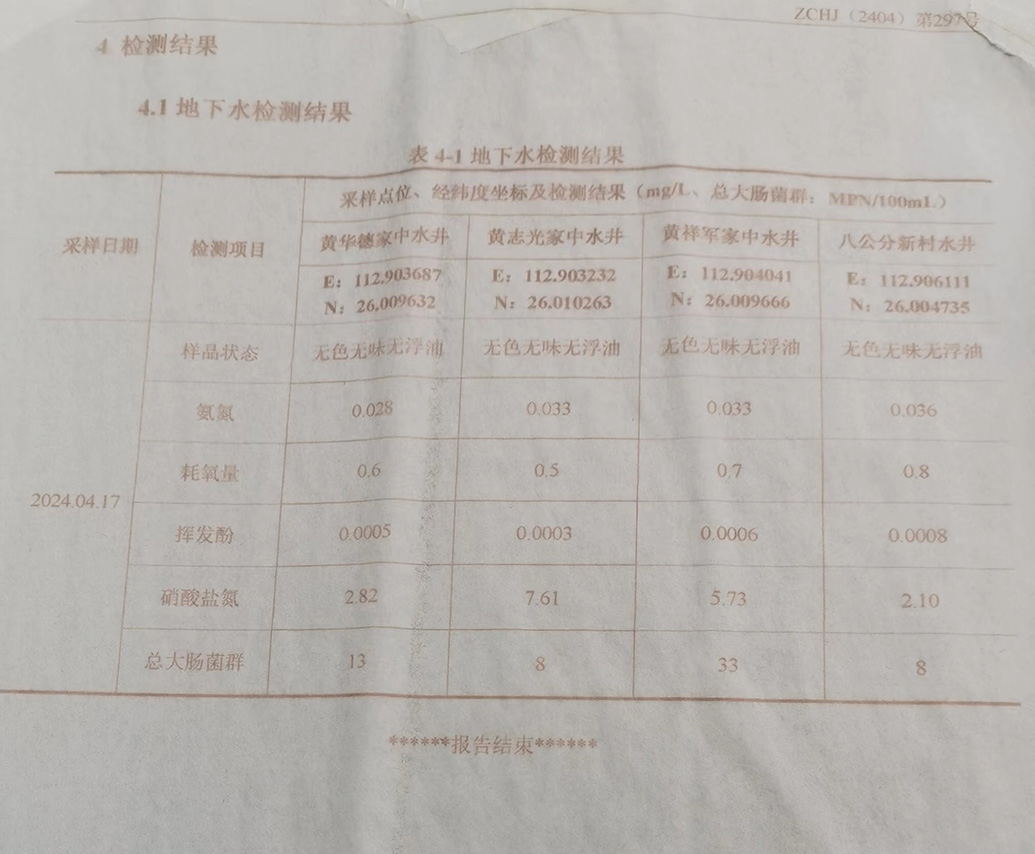 ZCHJ（2404）第297号
4 检测结果
4.1 地下水检测结果
表 4-1 地下水检测结果
采样日期 检测项目 采样点位、经纬度坐标及检测结果（mg/L、总大肠菌群：MPN/100mL）
黄华德家中水井 黄志光家中水井 黄祥军家中水井 八公分新村水井
E：112.903687 E：112.903232 E：112.904041 E：112.906111
N：26.009632 N：26.010263 N：26.009666 N：26.004735
2024.04.17 样品状态 无色无味无浮油 无色无味无浮油 无色无味无浮油 无色无味无浮油
氨氮 0.028 0.033 0.033 0.036
耗氧量 0.6 0.5 0.7 0.8
挥发酚 0.0005 0.0003 0.0006 0.0008
硝酸盐氮 2.82 7.61 5.73 2.10
总大肠菌群 13 8 33 8
******报告结束******